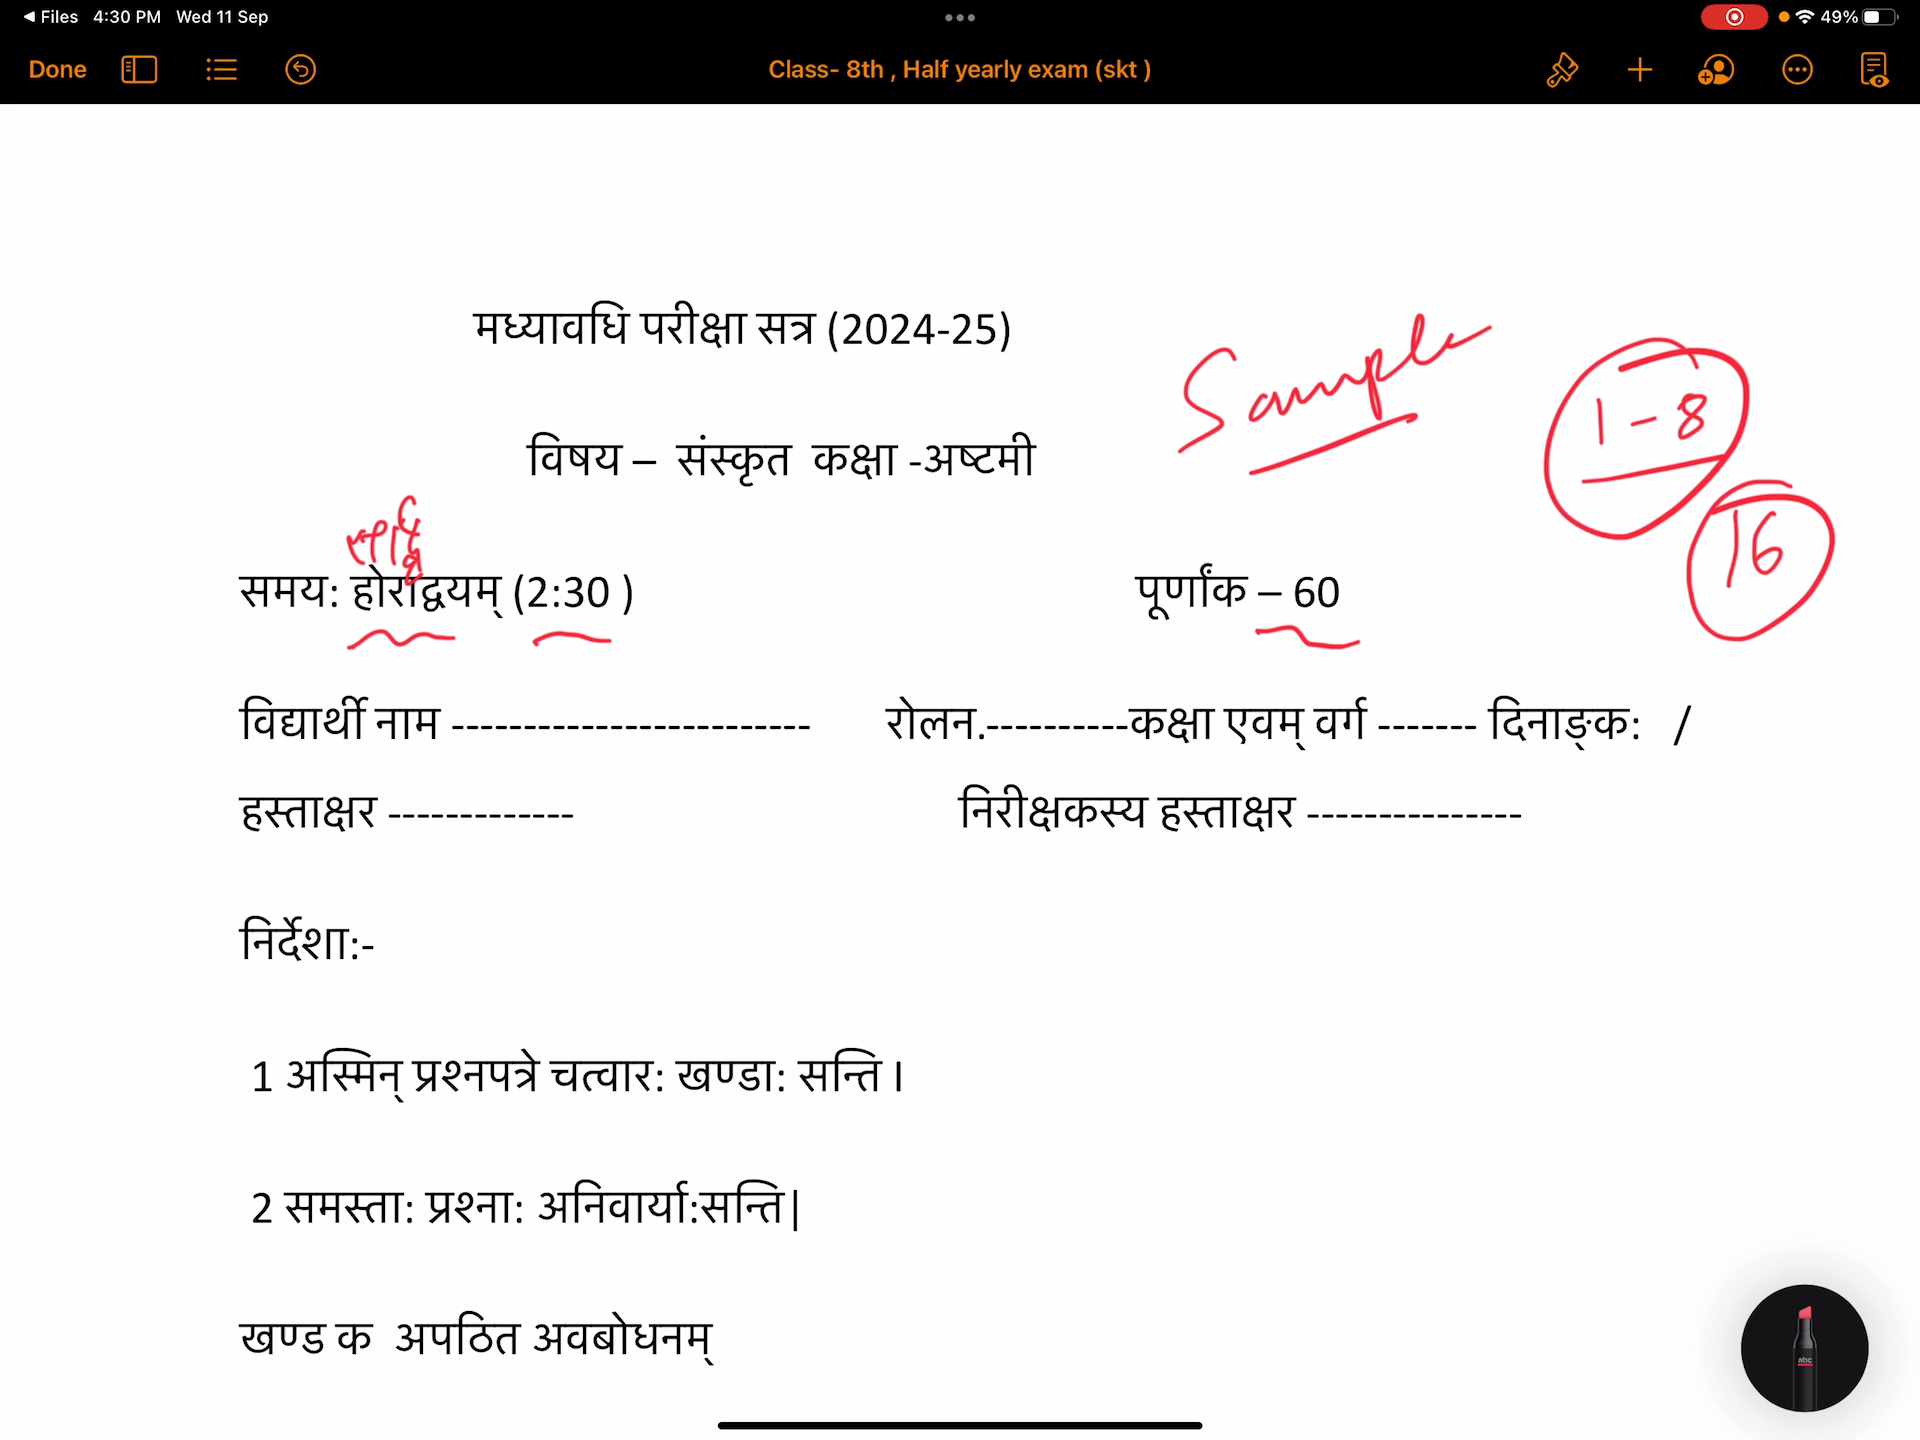 Files 4:30 PM Wed 11 Sep 49%
Done Class- 8th , Half yearly exam (skt )
मध्यावधि परीक्षा सत्र (2024-25)
Sample
1-8
विषय – संस्कृत कक्षा -अष्टमी
16
समय: होराद्वयम् (2:30 ) पूर्णांक – 60
विद्यार्थी नाम ------------------------- रोलन.----------कक्षा एवम् वर्ग ------- दिनाङ्क: /
हस्ताक्षर ------------- निरीक्षकस्य हस्ताक्षर ---------------
निर्देशा:-
1 अस्मिन् प्रश्नपत्रे चत्वार: खण्डा: सन्ति ।
2 समस्ता: प्रश्ना: अनिवार्या:सन्ति|
खण्ड क अपठित अवबोधनम्
abc